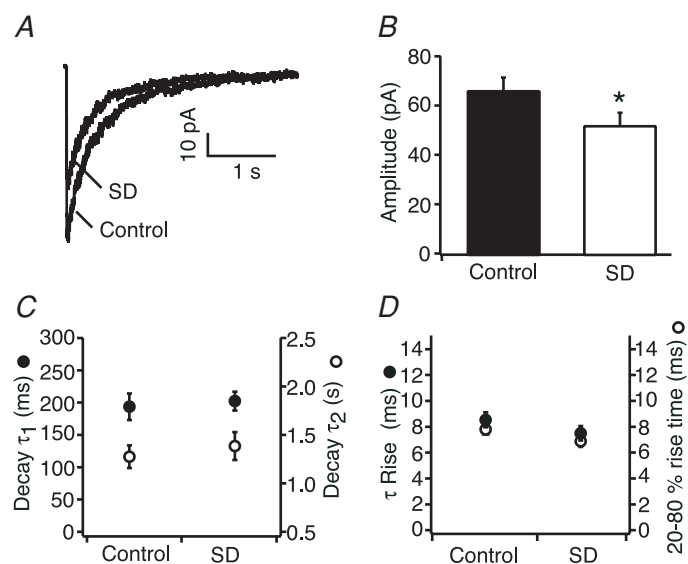 A
SD
Control
10 pA
1 s
B
Amplitude (pA)
80
60
40
20
0
*
Control
SD
C
Decay τ1 (ms)
300
250
200
150
100
50
0
2.5
2.0
1.5
1.0
0.5
Decay τ2 (s)
Control
SD
D
τ Rise (ms)
14
12
10
8
6
4
2
0
14
12
10
8
6
4
2
0
20-80 % rise time (ms)
Control
SD